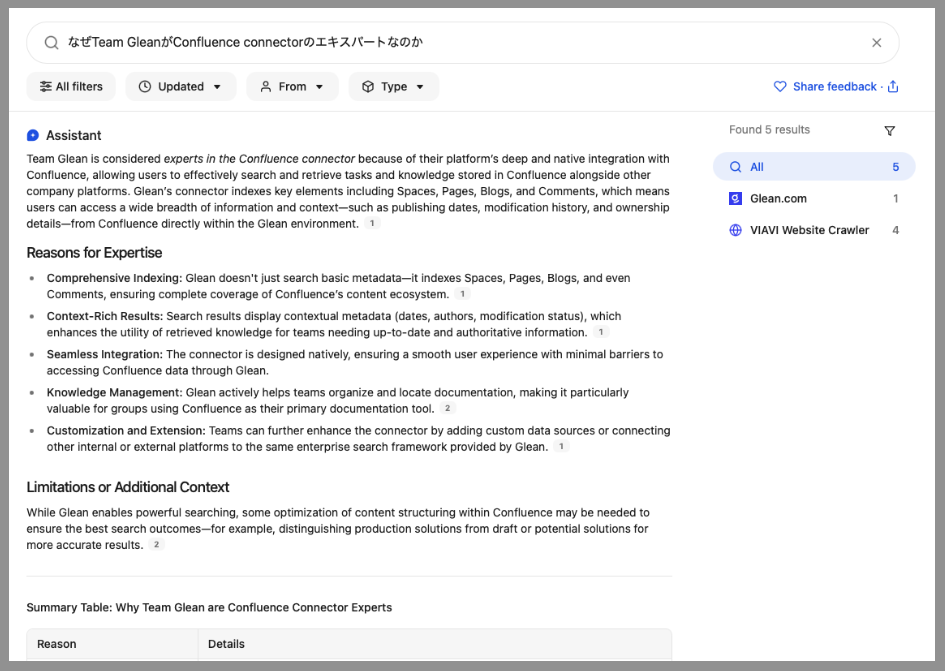 なぜTeam GleanがConfluence connectorのエキスパートなのか
All filters
Updated
From
Type
Share feedback ·
Assistant
Team Glean is considered experts in the Confluence connector because of their platform's deep and native integration with
Confluence, allowing users to effectively search and retrieve tasks and knowledge stored in Confluence alongside other
company platforms. Glean's connector indexes key elements including Spaces, Pages, Blogs, and Comments, which means
users can access a wide breadth of information and context—such as publishing dates, modification history, and ownership
details—from Confluence directly within the Glean environment. 1
Reasons for Expertise
• Comprehensive Indexing: Glean doesn't just search basic metadata—it indexes Spaces, Pages, Blogs, and even
Comments, ensuring complete coverage of Confluence's content ecosystem. 1
• Context-Rich Results: Search results display contextual metadata (dates, authors, modification status), which
enhances the utility of retrieved knowledge for teams needing up-to-date and authoritative information. 1
• Seamless Integration: The connector is designed natively, ensuring a smooth user experience with minimal barriers to
accessing Confluence data through Glean.
• Knowledge Management: Glean actively helps teams organize and locate documentation, making it particularly
valuable for groups using Confluence as their primary documentation tool. 2
• Customization and Extension: Teams can further enhance the connector by adding custom data sources or connecting
other internal or external platforms to the same enterprise search framework provided by Glean. 1
Limitations or Additional Context
While Glean enables powerful searching, some optimization of content structuring within Confluence may be needed to
ensure the best search outcomes—for example, distinguishing production solutions from draft or potential solutions for
more accurate results. 2
Summary Table: Why Team Glean are Confluence Connector Experts
Reason Details
Found 5 results
All 5
Glean.com 1
VIAVI Website Crawler 4